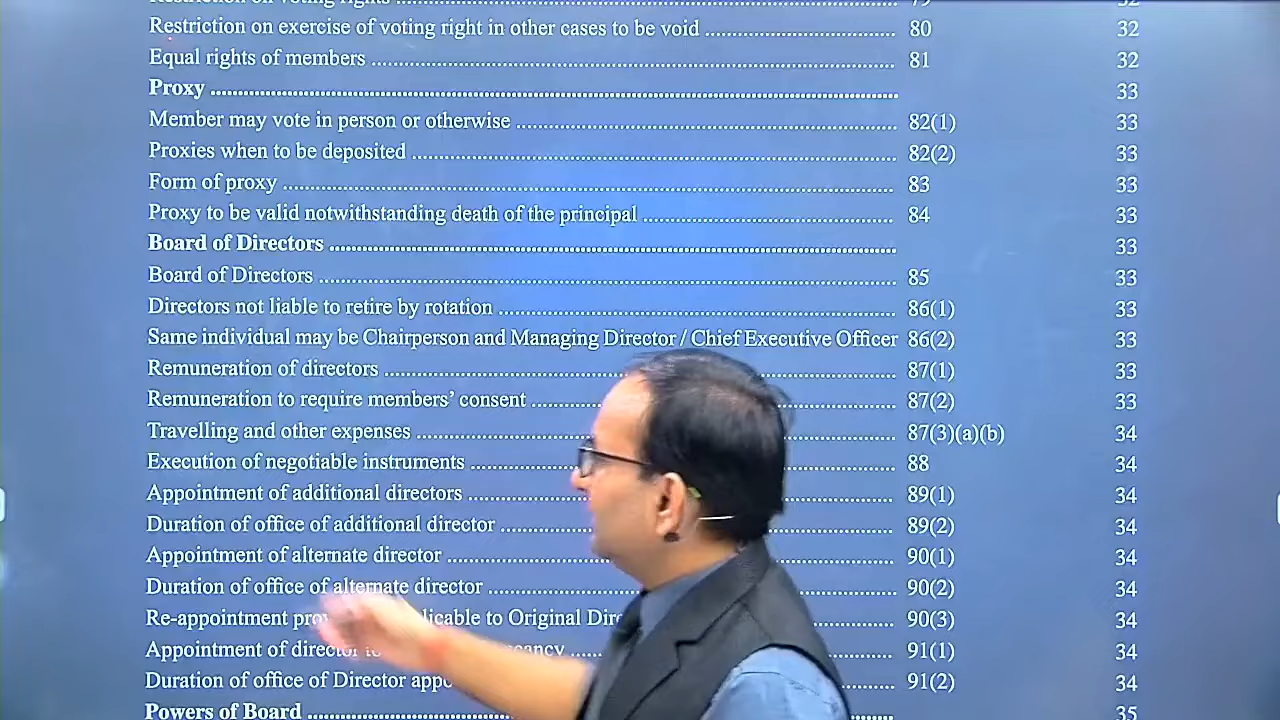 Restriction on voting rights ........ 79 32
Restriction on exercise of voting right in other cases to be void ........ 80 32
Equal rights of members ........ 81 32
Proxy ........ 33
Member may vote in person or otherwise ........ 82(1) 33
Proxies when to be deposited ........ 82(2) 33
Form of proxy ........ 83 33
Proxy to be valid notwithstanding death of the principal ........ 84 33
Board of Directors ........ 33
Board of Directors ........ 85 33
Directors not liable to retire by rotation ........ 86(1) 33
Same individual may be Chairperson and Managing Director / Chief Executive Officer 86(2) 33
Remuneration of directors ........ 87(1) 33
Remuneration to require members’ consent ........ 87(2) 33
Travelling and other expenses ........ 87(3)(a)(b) 34
Execution of negotiable instruments ........ 88 34
Appointment of additional directors ........ 89(1) 34
Duration of office of additional director ........ 89(2) 34
Appointment of alternate director ........ 90(1) 34
Duration of office of alternate director ........ 90(2) 34
Re-appointment to Original ........ 90(3) 34
Appointment of director ........ 91(1) 34
Duration of office of Director ........ 91(2) 34
Powers of Board ........ 35